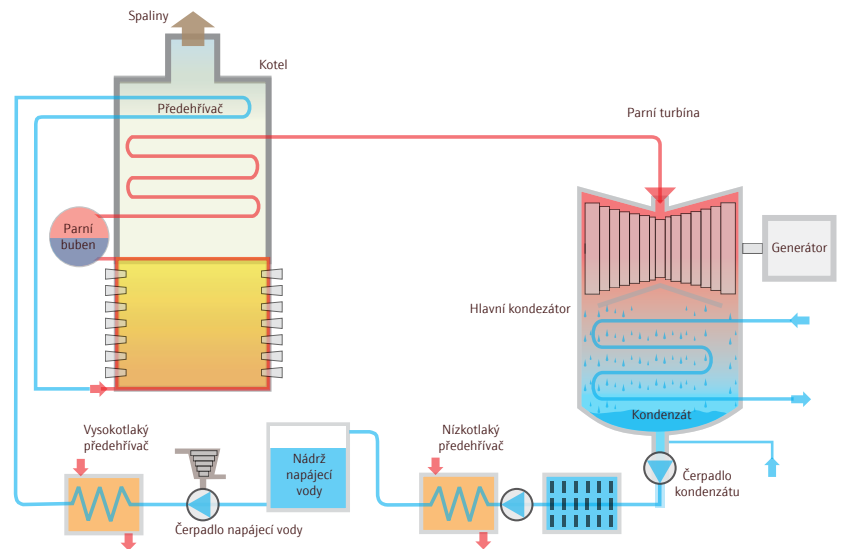 Spaliny
Kotel
Předehřívač
Parní turbína
Parní
buben
Generátor
Hlavní kondezátor
Kondenzát
Vysokotlaký
předehřívač
Nádrž
napájecí
vody
Nízkotlaký
předehřívač
Čerpadlo
kondenzátu
Čerpadlo napájecí vody